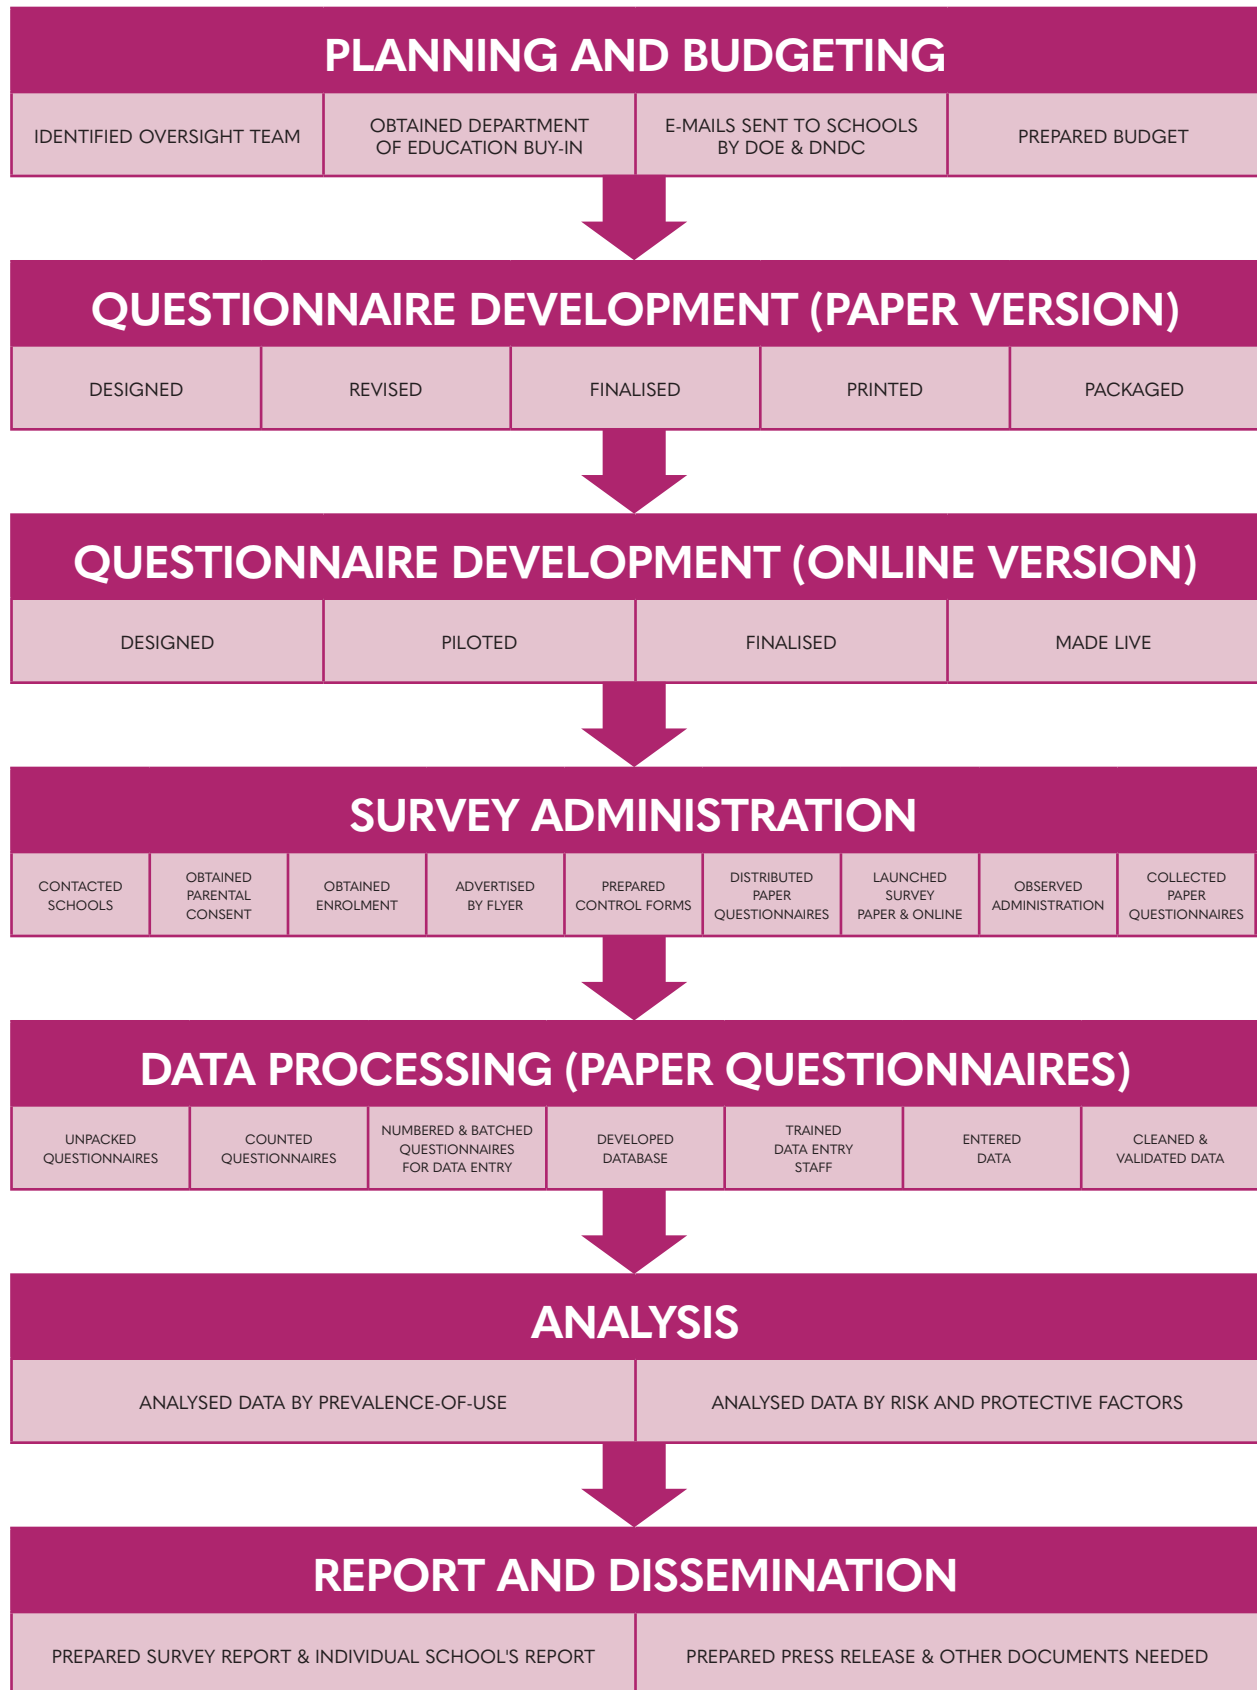 PLANNING AND BUDGETING
IDENTIFIED OVERSIGHT TEAM
OBTAINED DEPARTMENT
OF EDUCATION BUY-IN
E-MAILS SENT TO SCHOOLS
BY DOE & DNDC
PREPARED BUDGET
QUESTIONNAIRE DEVELOPMENT (PAPER VERSION)
DESIGNED
REVISED
FINALISED
PRINTED
PACKAGED
QUESTIONNAIRE DEVELOPMENT (ONLINE VERSION)
DESIGNED
PILOTED
FINALISED
MADE LIVE
SURVEY ADMINISTRATION
CONTACTED
SCHOOLS
OBTAINED
PARENTAL
CONSENT
OBTAINED
ENROLMENT
ADVERTISED
BY FLYER
PREPARED
CONTROL FORMS
DISTRIBUTED
PAPER
QUESTIONNAIRES
LAUNCHED
SURVEY
PAPER & ONLINE
OBSERVED
ADMINISTRATION
COLLECTED
PAPER
QUESTIONNAIRES
DATA PROCESSING (PAPER QUESTIONNAIRES)
UNPACKED
QUESTIONNAIRES
COUNTED
QUESTIONNAIRES
NUMBERED & BATCHED
QUESTIONNAIRES
FOR DATA ENTRY
DEVELOPED
DATABASE
TRAINED
DATA ENTRY
STAFF
ENTERED
DATA
CLEANED &
VALIDATED DATA
ANALYSIS
ANALYSED DATA BY PREVALENCE-OF-USE
ANALYSED DATA BY RISK AND PROTECTIVE FACTORS
REPORT AND DISSEMINATION
PREPARED SURVEY REPORT & INDIVIDUAL SCHOOL'S REPORT
PREPARED PRESS RELEASE & OTHER DOCUMENTS NEEDED